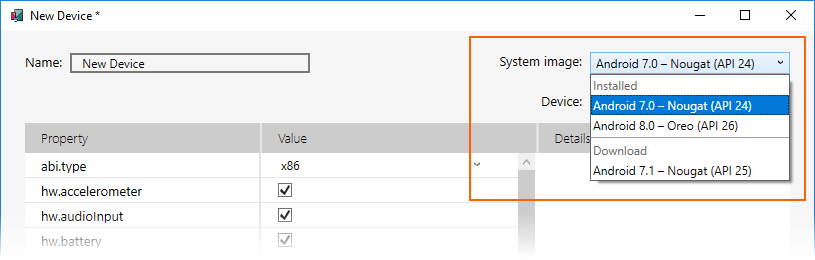 New Device *
Name: New Device
System image: Android 7.0 – Nougat (API 24)
Installed
Device: Android 7.0 – Nougat (API 24)
Android 8.0 – Oreo (API 26)
Property Value Details
Download
abi.type x86 Android 7.1 – Nougat (API 25)
hw.accelerometer
hw.audioInput
hw.battery